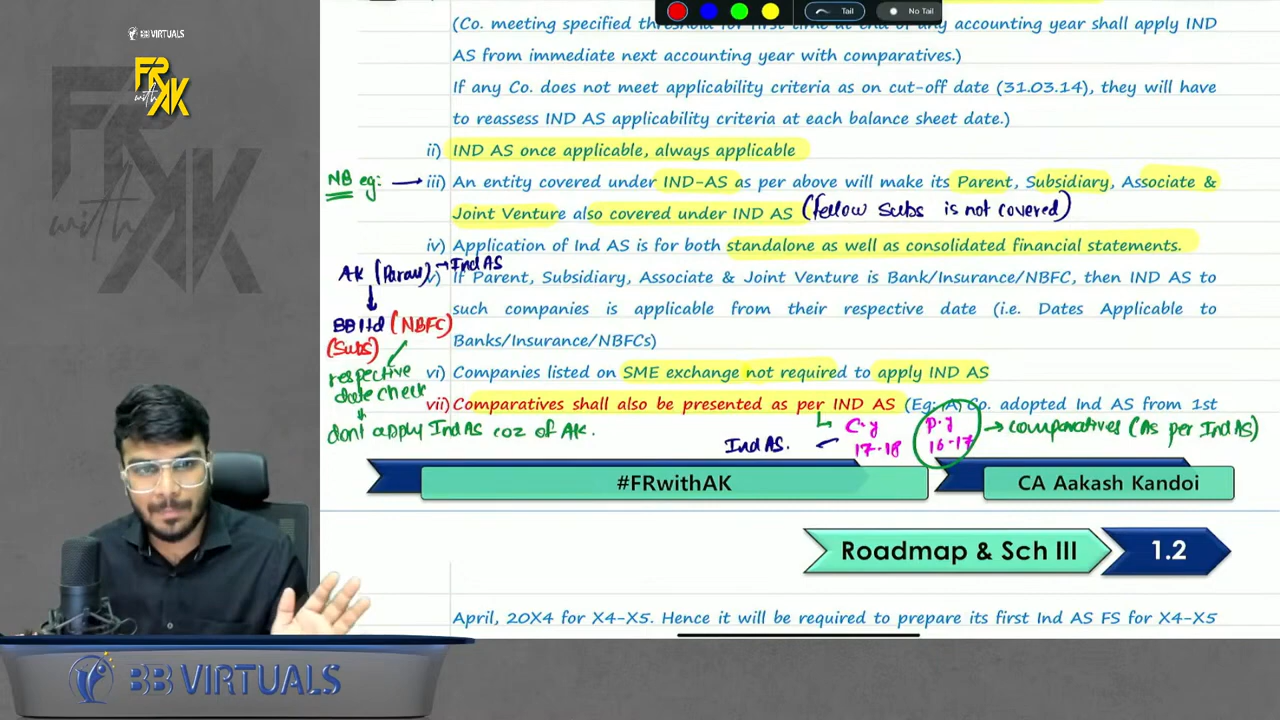 Tail
No Tail
BB VIRTUALS
FR
with
AK
FR
with
AK
(Co. meeting specified threshold for first time at end of any accounting year shall apply IND
AS from immediate next accounting year with comparatives.)
If any Co. does not meet applicability criteria as on cut-off date (31.03.14), they will have
to reassess IND AS applicability criteria at each balance sheet date.)
ii) IND AS once applicable, always applicable
NB eg: → iii) An entity covered under IND-AS as per above will make its Parent, Subsidiary, Associate &
Joint Venture also covered under IND AS (fellow Subs is not covered)
iv) Application of Ind AS is for both standalone as well as consolidated financial statements.
AK (Parent) → Ind AS
v) If Parent, Subsidiary, Associate & Joint Venture is Bank/Insurance/NBFC, then IND AS to
such companies is applicable from their respective date (i.e. Dates Applicable to
BB ltd (NBFC)
Banks/Insurance/NBFCs)
(Subs)
respective
date check
dont apply Ind AS coz of AK.
vi) Companies listed on SME exchange not required to apply IND AS
vii) Comparatives shall also be presented as per IND AS (Eg: A) Co. adopted Ind AS from 1st
C.y P.y → comparatives (As per Ind AS)
Ind AS. 17-18 16-17
#FRwithAK
CA Aakash Kandoi
Roadmap & Sch III
1.2
April, 20X4 for X4-X5. Hence it will be required to prepare its first Ind AS FS for X4-X5
BB VIRTUALS